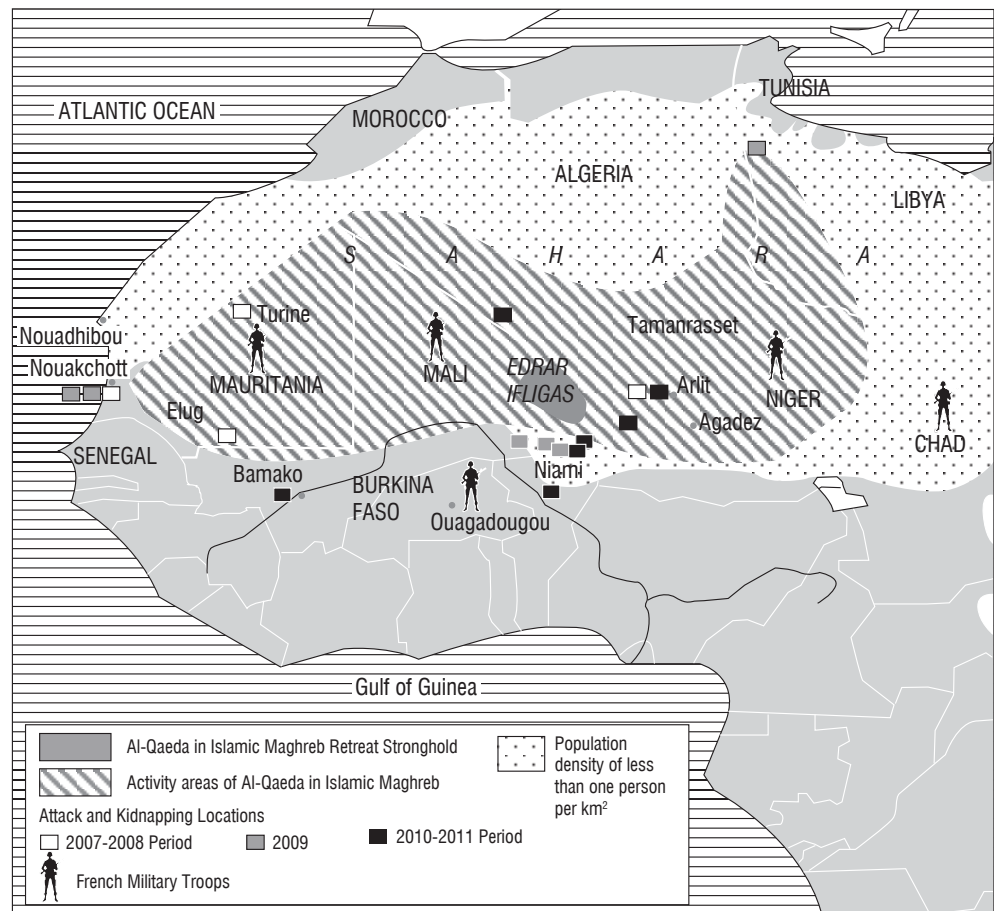 TUNISIA
ATLANTIC OCEAN
MOROCCO
ALGERIA
LIBYA
S A H A R A
Turine
Tamanrasset
Nouadhibou
Nouakchott
MAURITANIA
MALI
EDRAR
IFLIGAS
Arlit
NIGER
Elug
Agadez
CHAD
SENEGAL
Bamako
Niami
BURKINA
FASO
Ouagadougou
Gulf of Guinea
Al-Qaeda in Islamic Maghreb Retreat Stronghold
Activity areas of Al-Qaeda in Islamic Maghreb
Attack and Kidnapping Locations
2007-2008 Period
2009
2010-2011 Period
French Military Troops
Population
density of less
than one person
per km²